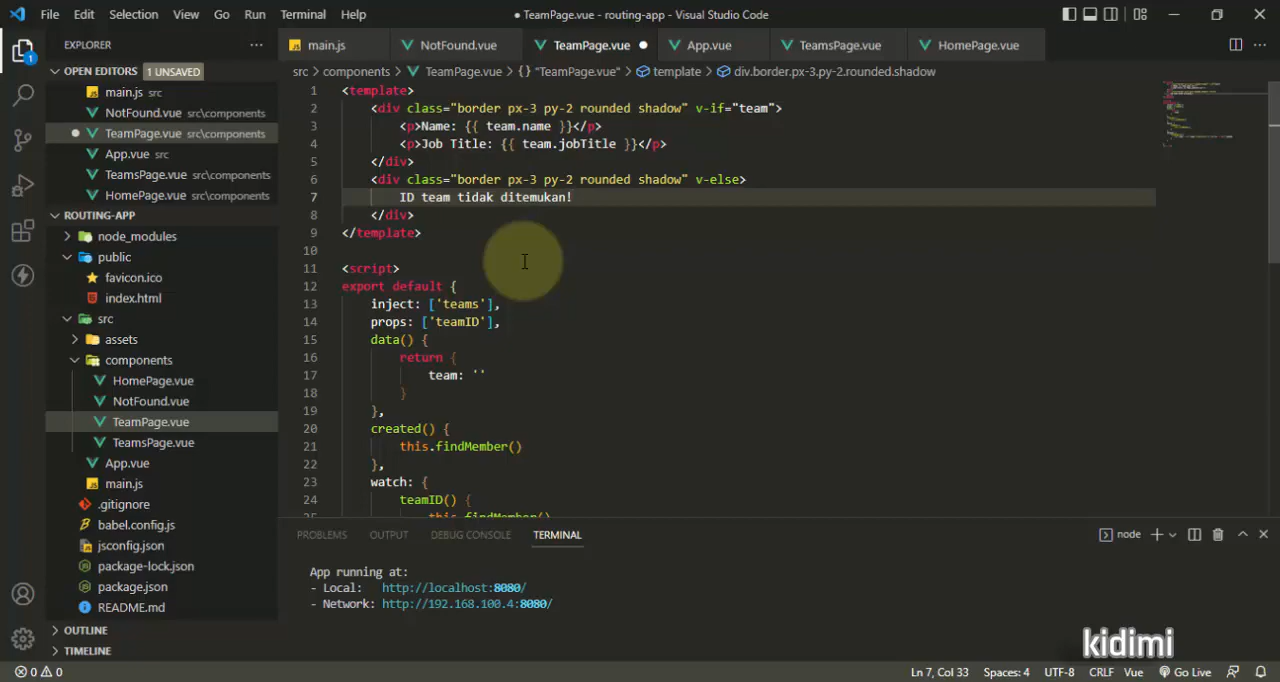 File Edit Selection View Go Run Terminal Help ● TeamPage.vue - routing-app - Visual Studio Code
EXPLORER
main.js NotFound.vue TeamPage.vue App.vue TeamsPage.vue HomePage.vue
OPEN EDITORS 1 UNSAVED
main.js src
NotFound.vue src\components
TeamPage.vue src\components
App.vue src
TeamsPage.vue src\components
HomePage.vue src\components
ROUTING-APP
node_modules
public
favicon.ico
index.html
src
assets
components
HomePage.vue
NotFound.vue
TeamPage.vue
TeamsPage.vue
App.vue
main.js
.gitignore
babel.config.js
jsconfig.json
package-lock.json
package.json
README.md
OUTLINE
TIMELINE
src > components > TeamPage.vue > {} "TeamPage.vue" > template > div.border.px-3.py-2.rounded.shadow
1 <template>
2 <div class="border px-3 py-2 rounded shadow" v-if="team">
3 <p>Name: {{ team.name }}</p>
4 <p>Job Title: {{ team.jobTitle }}</p>
5 </div>
6 <div class="border px-3 py-2 rounded shadow" v-else>
7 ID team tidak ditemukan!
8 </div>
9 </template>
10
11 <script>
12 export default {
13 inject: ['teams'],
14 props: ['teamID'],
15 data() {
16 return {
17 team: ''
18 }
19 },
20 created() {
21 this.findMember()
22 },
23 watch: {
24 teamID() {
25 this.findMember()
PROBLEMS OUTPUT DEBUG CONSOLE TERMINAL node
App running at:
- Local: http://localhost:8080/
- Network: http://192.168.100.4:8080/
kidimi
0 0 Ln 7, Col 33 Spaces: 4 UTF-8 CRLF Vue Go Live